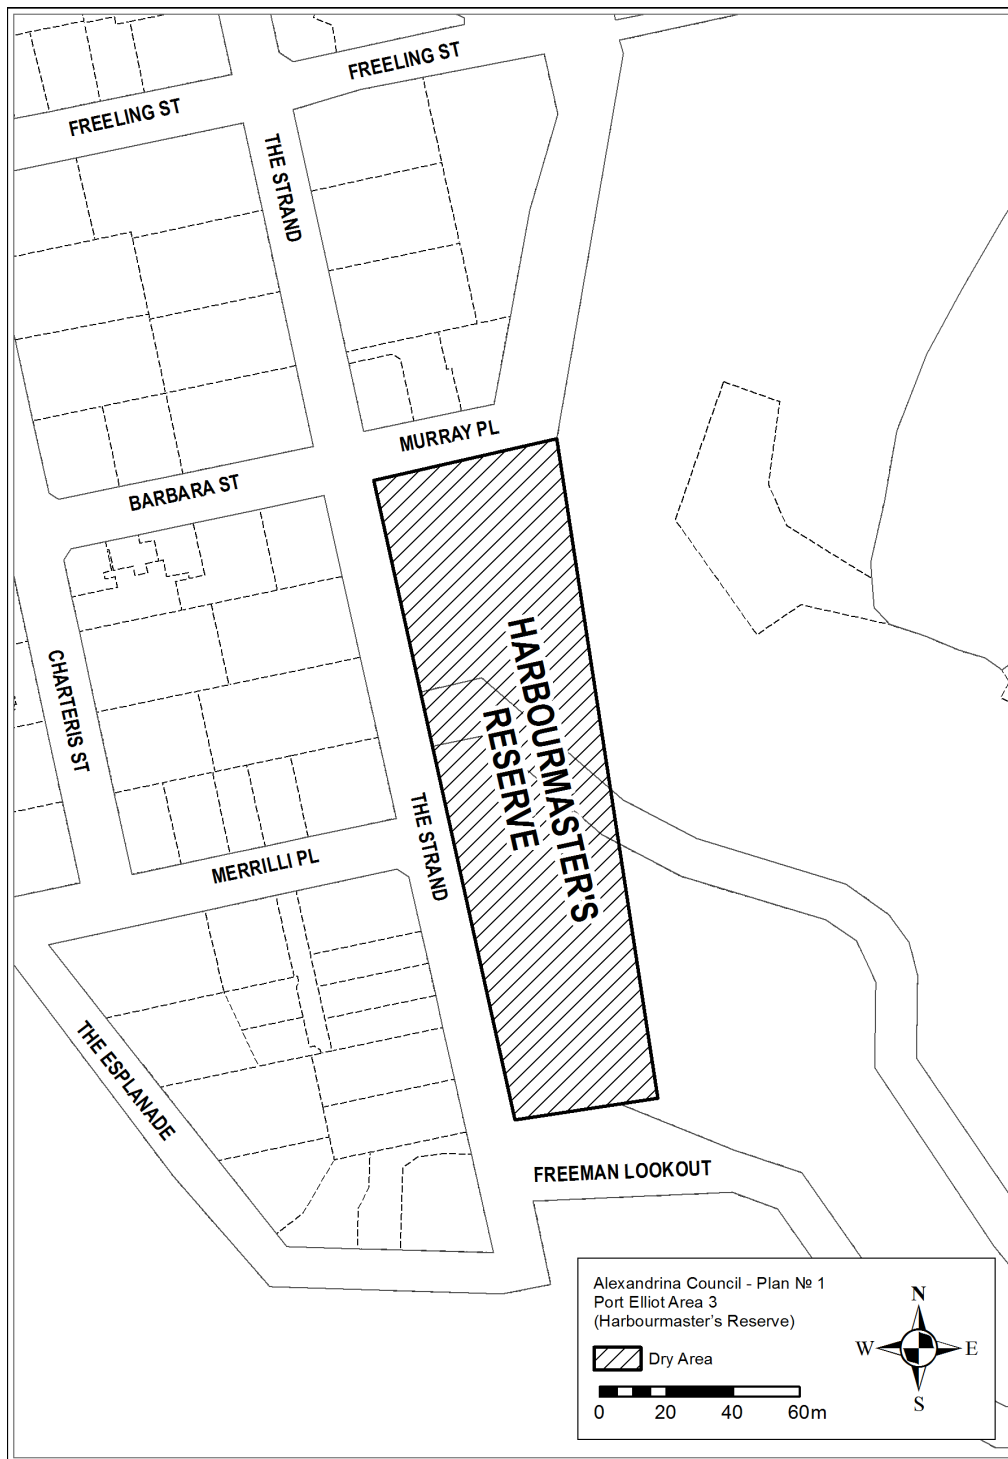 FREELING ST
FREELING ST
THE STRAND
MURRAY PL
BARBARA ST
CHARTERIS ST
HARBOURMASTER'S
RESERVE
THE STRAND
MERRILLI PL
THE ESPLANADE
FREEMAN LOOKOUT
Alexandrina Council - Plan № 1
Port Elliot Area 3
(Harbourmaster's Reserve)
Dry Area
0 20 40 60m
N
W E
S